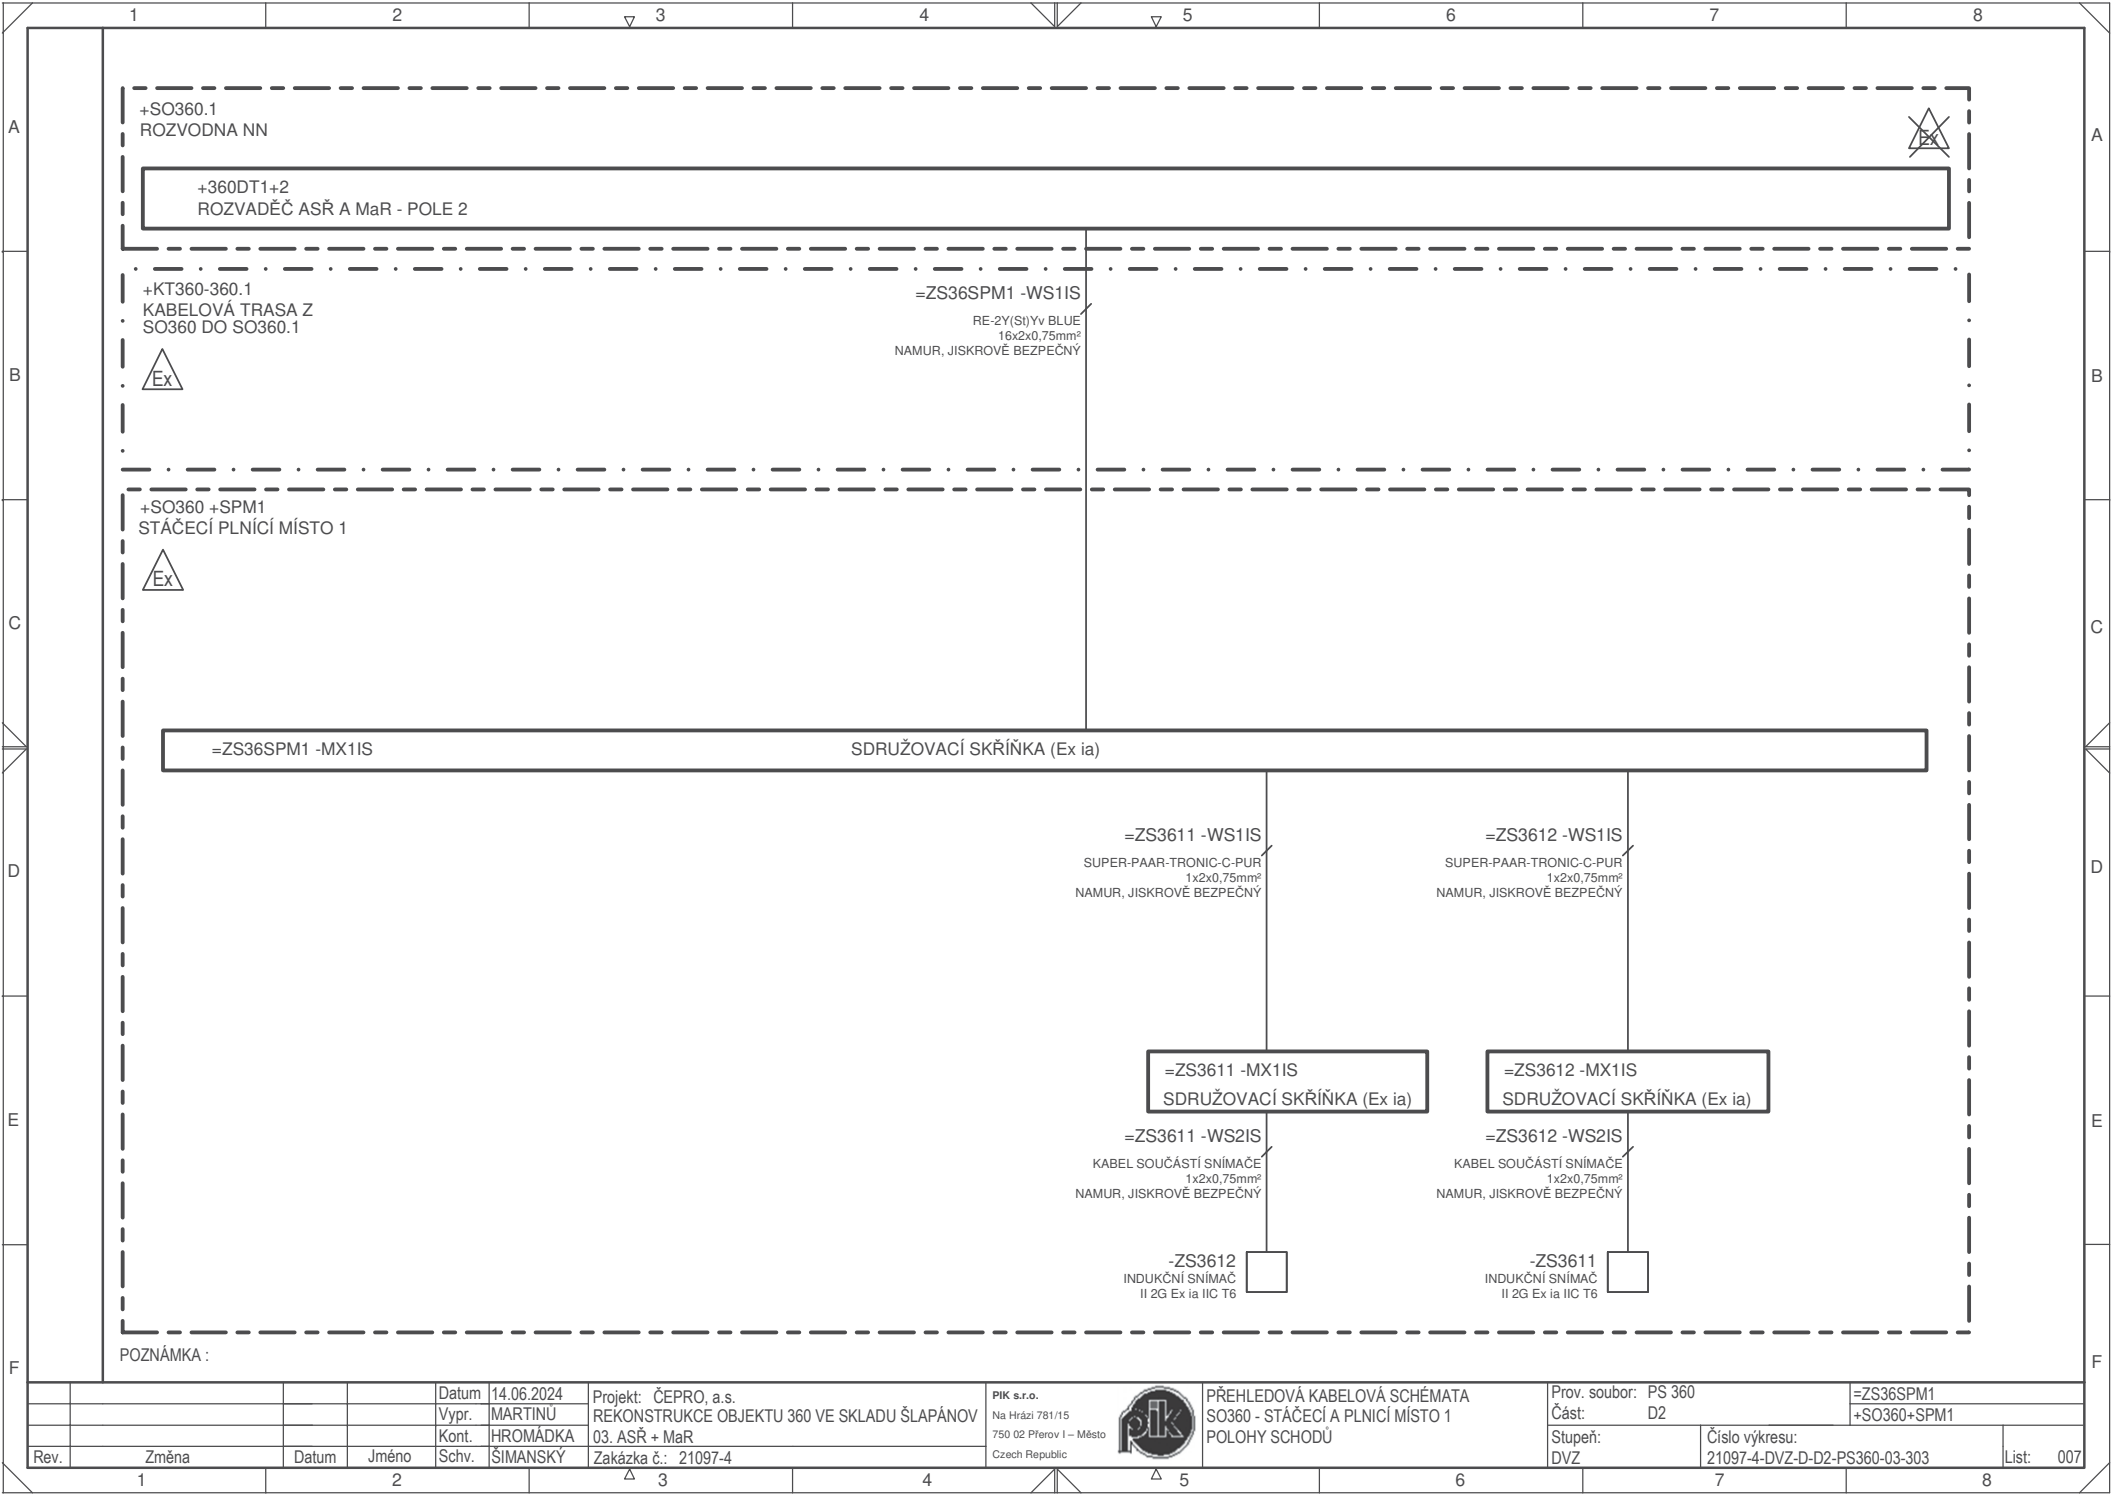 1 2 3 4 5 6 7 8
A
A
+SO360.1
ROZVODNA NN
Ex
+360DT1+2
ROZVADĚČ ASŘ A MaR - POLE 2
+KT360-360.1
KABELOVÁ TRASA Z
SO360 DO SO360.1
Ex
=ZS36SPM1 -WS1IS
RE-2Y(St)Yv BLUE
16x2x0,75mm²
NAMUR, JISKROVĚ BEZPEČNÝ
B
B
+SO360 +SPM1
STÁČECÍ PLNÍCÍ MÍSTO 1
Ex
C
C
=ZS36SPM1 -MX1IS SDRUŽOVACÍ SKŘÍŇKA (Ex ia)
=ZS3611 -WS1IS
SUPER-PAAR-TRONIC-C-PUR
1x2x0,75mm²
NAMUR, JISKROVĚ BEZPEČNÝ
=ZS3612 -WS1IS
SUPER-PAAR-TRONIC-C-PUR
1x2x0,75mm²
NAMUR, JISKROVĚ BEZPEČNÝ
D
D
=ZS3611 -MX1IS
SDRUŽOVACÍ SKŘÍŇKA (Ex ia)
=ZS3612 -MX1IS
SDRUŽOVACÍ SKŘÍŇKA (Ex ia)
E
E
=ZS3611 -WS2IS
KABEL SOUČÁSTÍ SNÍMAČE
1x2x0,75mm²
NAMUR, JISKROVĚ BEZPEČNÝ
=ZS3612 -WS2IS
KABEL SOUČÁSTÍ SNÍMAČE
1x2x0,75mm²
NAMUR, JISKROVĚ BEZPEČNÝ
-ZS3612
INDUKČNÍ SNÍMAČ
II 2G Ex ia IIC T6
-ZS3611
INDUKČNÍ SNÍMAČ
II 2G Ex ia IIC T6
POZNÁMKA :
F
F
Rev. Změna Datum Jméno
Datum 14.06.2024
Vypr. MARTINŮ
Kont. HROMÁDKA
Schv. ŠIMANSKÝ
Projekt: ČEPRO, a.s.
REKONSTRUKCE OBJEKTU 360 VE SKLADU ŠLAPÁNOV
03. ASŘ + MaR
Zakázka č.: 21097-4
PIK s.r.o.
Na Hrázi 781/15
750 02 Přerov I – Město
Czech Republic
pik
PŘEHLEDOVÁ KABELOVÁ SCHÉMATA
SO360 - STÁČECÍ A PLNICÍ MÍSTO 1
POLOHY SCHODŮ
Prov. soubor: PS 360
Část: D2
=ZS36SPM1
+SO360+SPM1
Stupeň:
DVZ
Číslo výkresu:
21097-4-DVZ-D-D2-PS360-03-303
List: 007
1 2 3 4 5 6 7 8